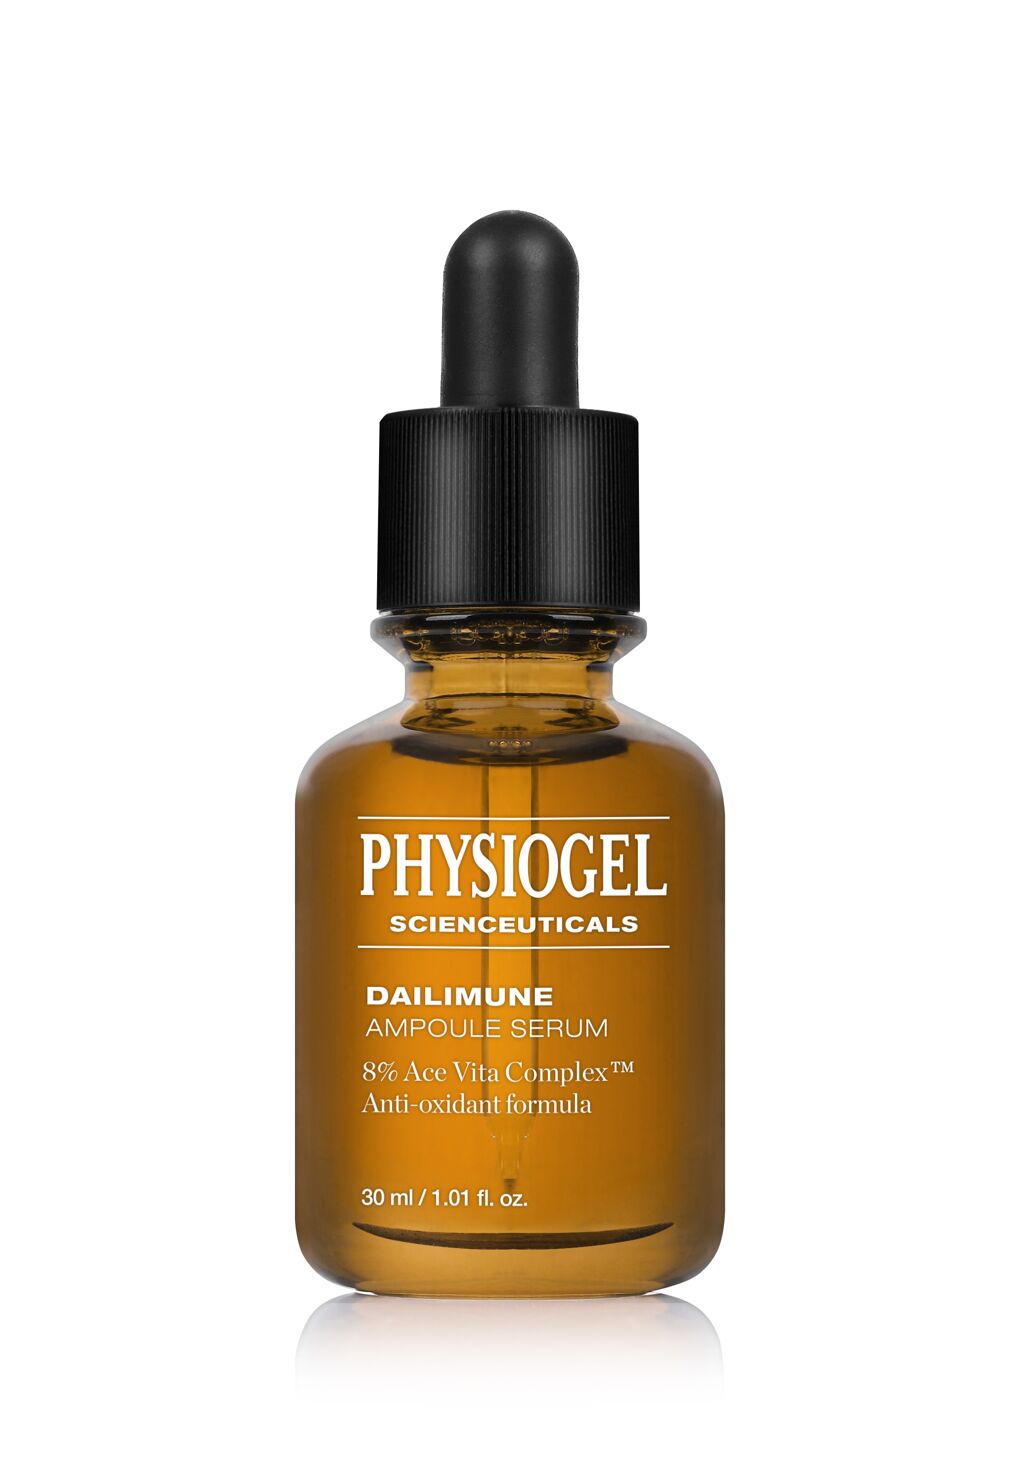 PHYSIOGEL
SCIENCEUTICALS
DAILIMUNE
AMPOULE SERUM
8% Ace Vita Complex™
Anti-oxidant formula
30 ml / 1.01 fl. oz.